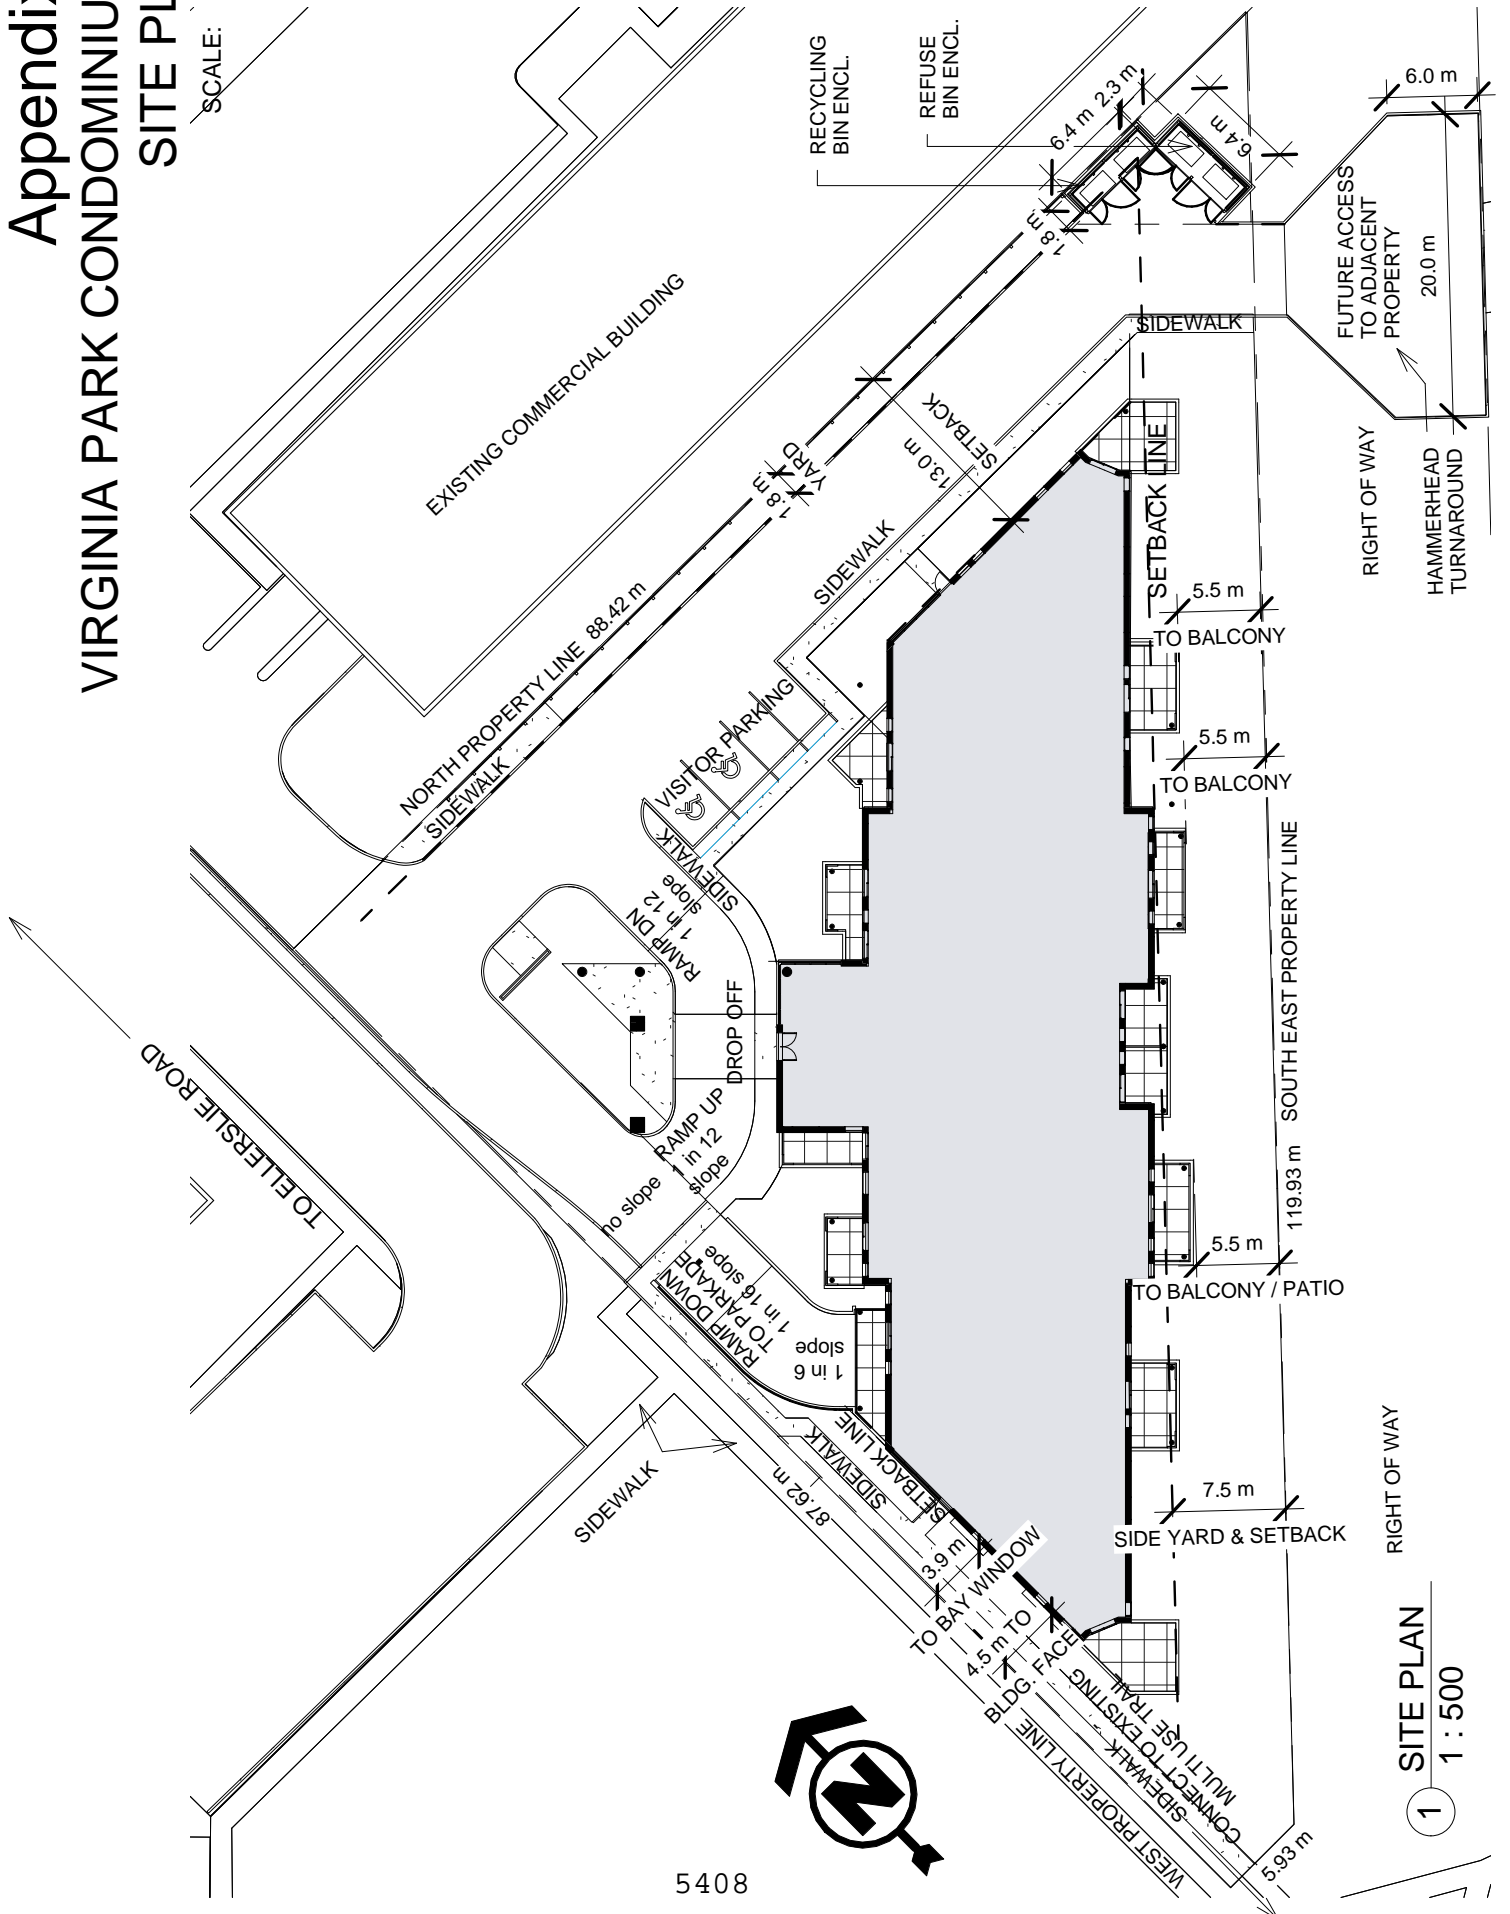 Appendix
VIRGINIA PARK CONDOMINIU
SITE PL
SCALE:
RECYCLING
BIN ENCL.
REFUSE
BIN ENCL.
6.4 m
2.3 m
6.4 m
6.0 m
1.8 m
FUTURE ACCESS
TO ADJACENT
PROPERTY
20.0 m
EXISTING COMMERCIAL BUILDING
SIDEWALK
SETBACK
13.0 m
YARD
1.8 m
SETBACK LINE
RIGHT OF WAY
HAMMERHEAD
TURNAROUND
SIDEWALK
NORTH PROPERTY LINE 88.42 m
SIDEWALK
5.5 m
TO BALCONY
VISITOR PARKING
5.5 m
TO BALCONY
SIDEWALK
RAMP DN
1 in 12
slope
SOUTH EAST PROPERTY LINE
119.93 m
DROP OFF
TO ELLERSLIE ROAD
RAMP UP
1 in 12
slope
no slope
RAMP DOWN
TO PARKADE
1 in 16 slope
1 in 6
slope
5.5 m
TO BALCONY / PATIO
SIDEWALK
87.62 m
SIDEWALK
SETBACK LINE
7.5 m
SIDE YARD & SETBACK
RIGHT OF WAY
3.9 m
TO BAY WINDOW
4.5 m TO
BLDG. FACE
SIDEWALK
CONNECT TO EXISTING
MULTI USE TRAIL
WEST PROPERTY LINE
5.93 m
N
1
SITE PLAN
1 : 500
5408